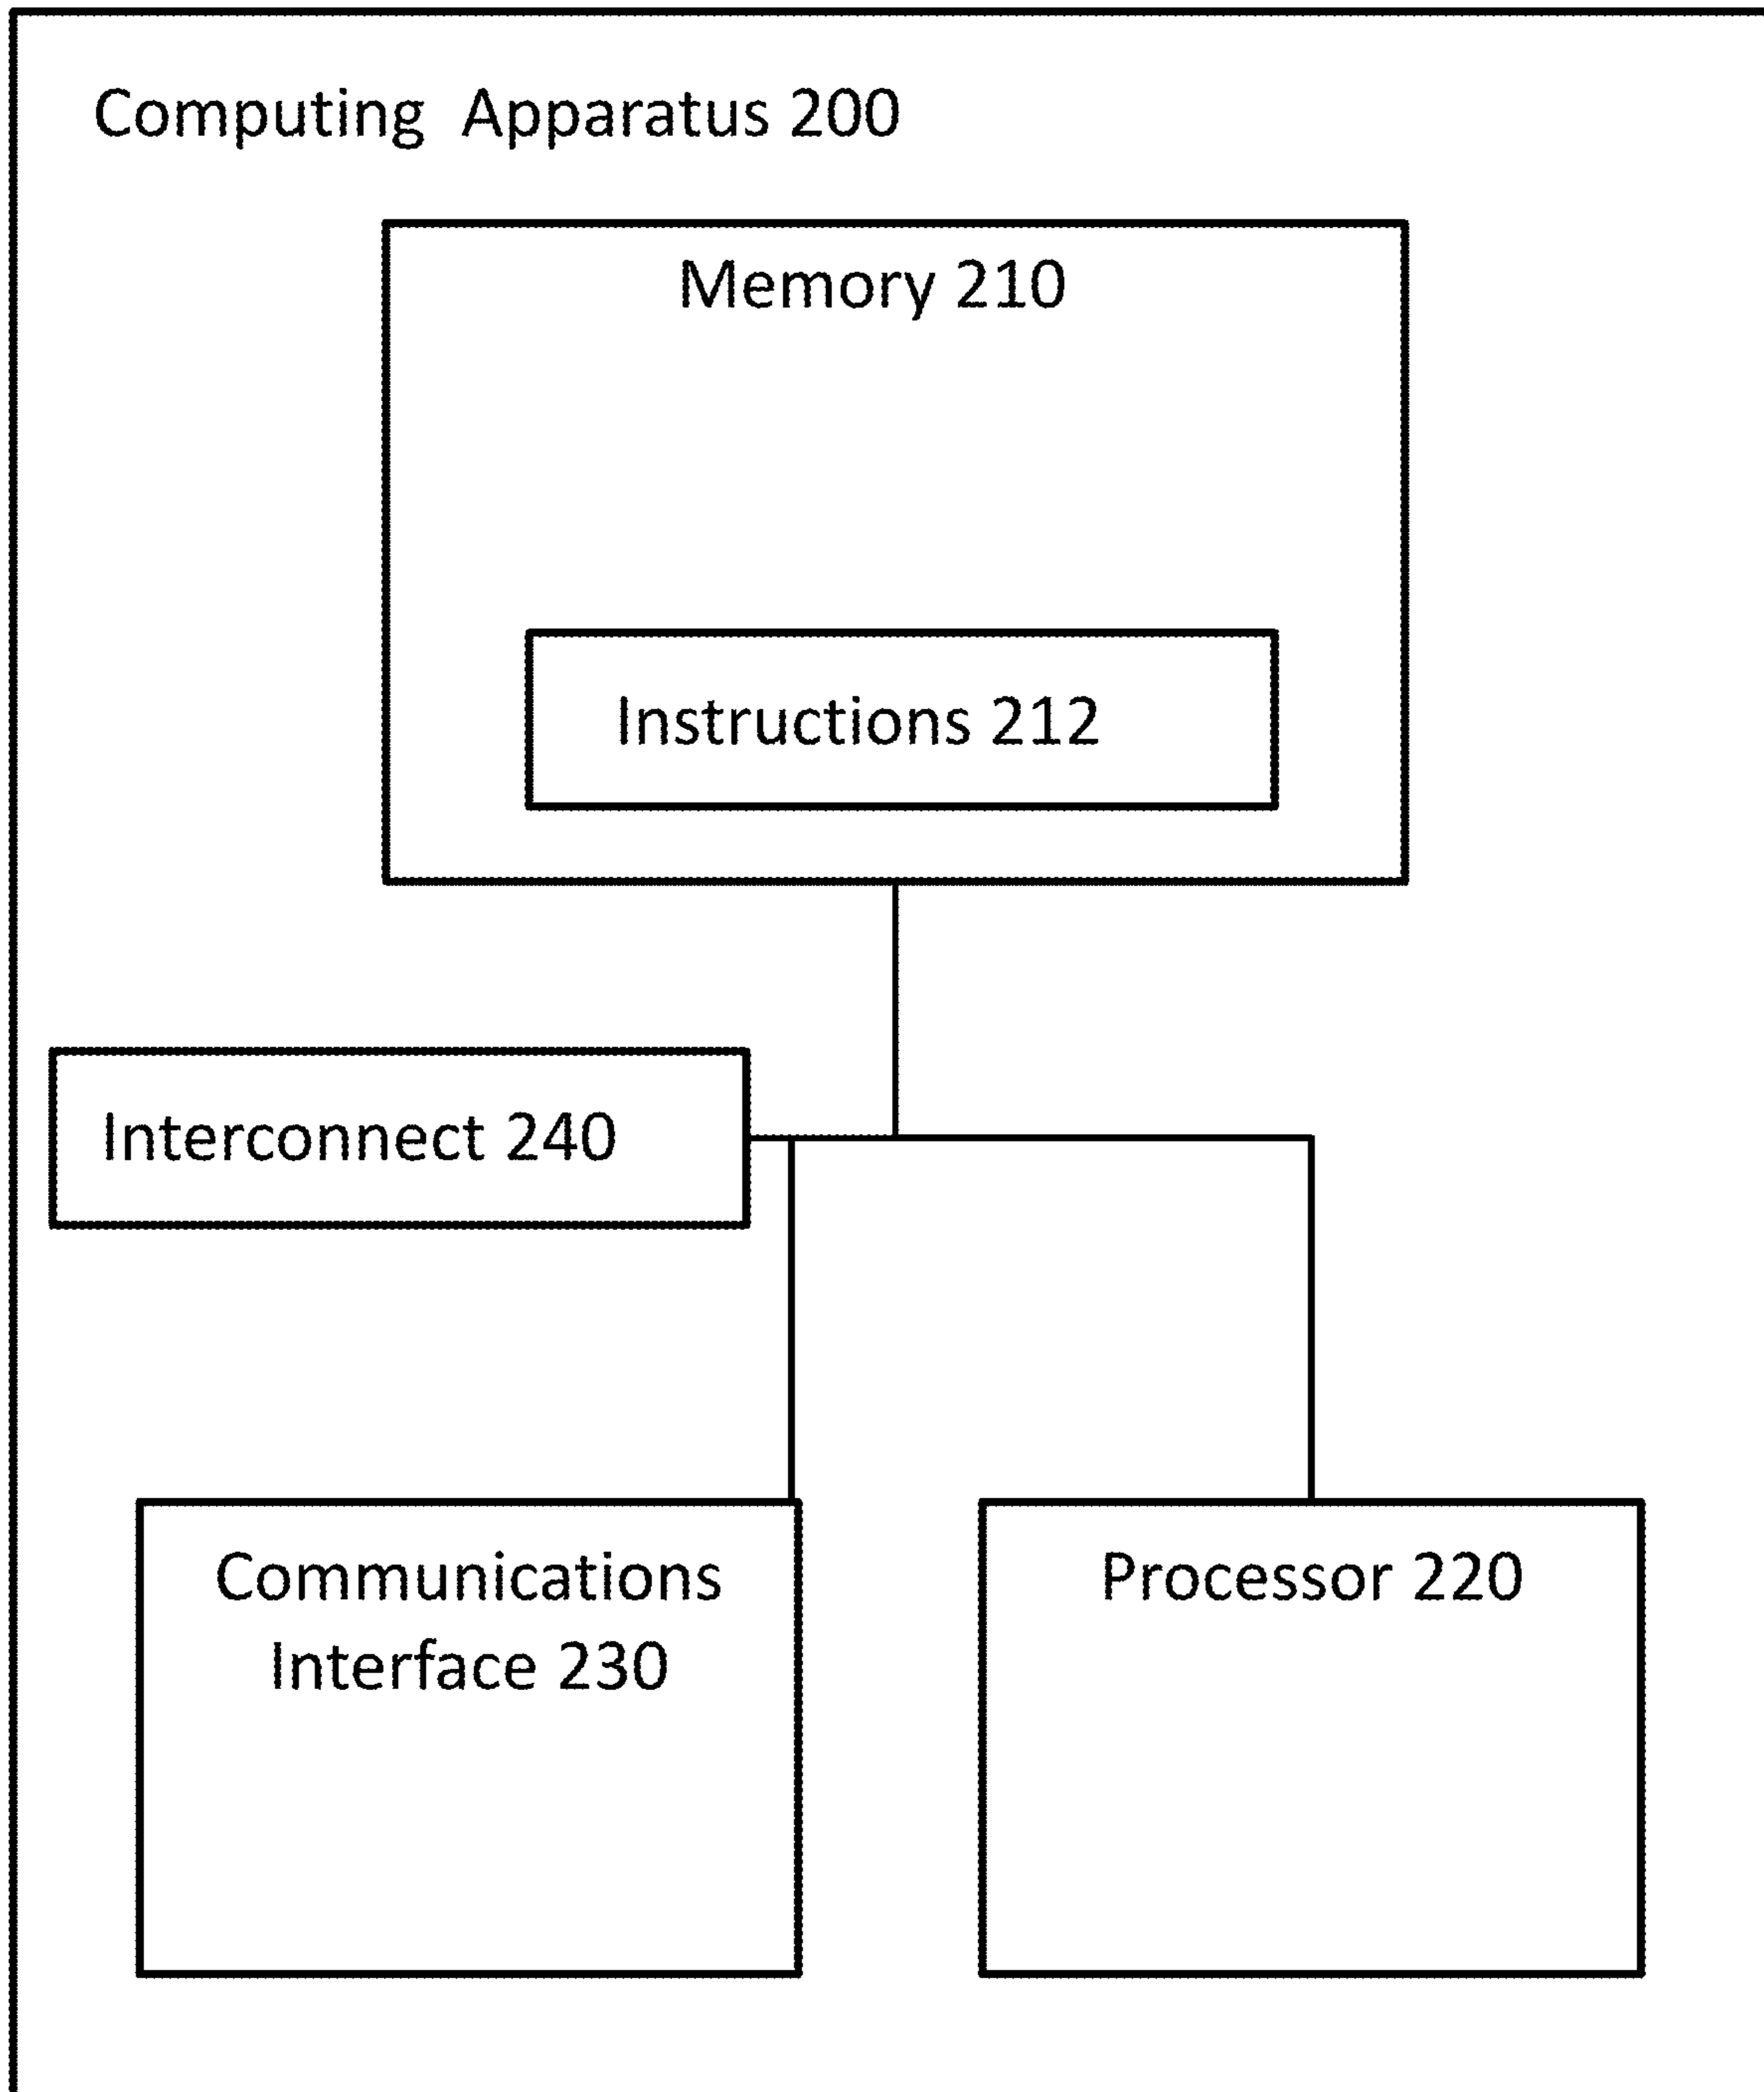 Computing Apparatus 200
Memory 210
Instructions 212
Interconnect 240
Communications
Interface 230
Processor 220